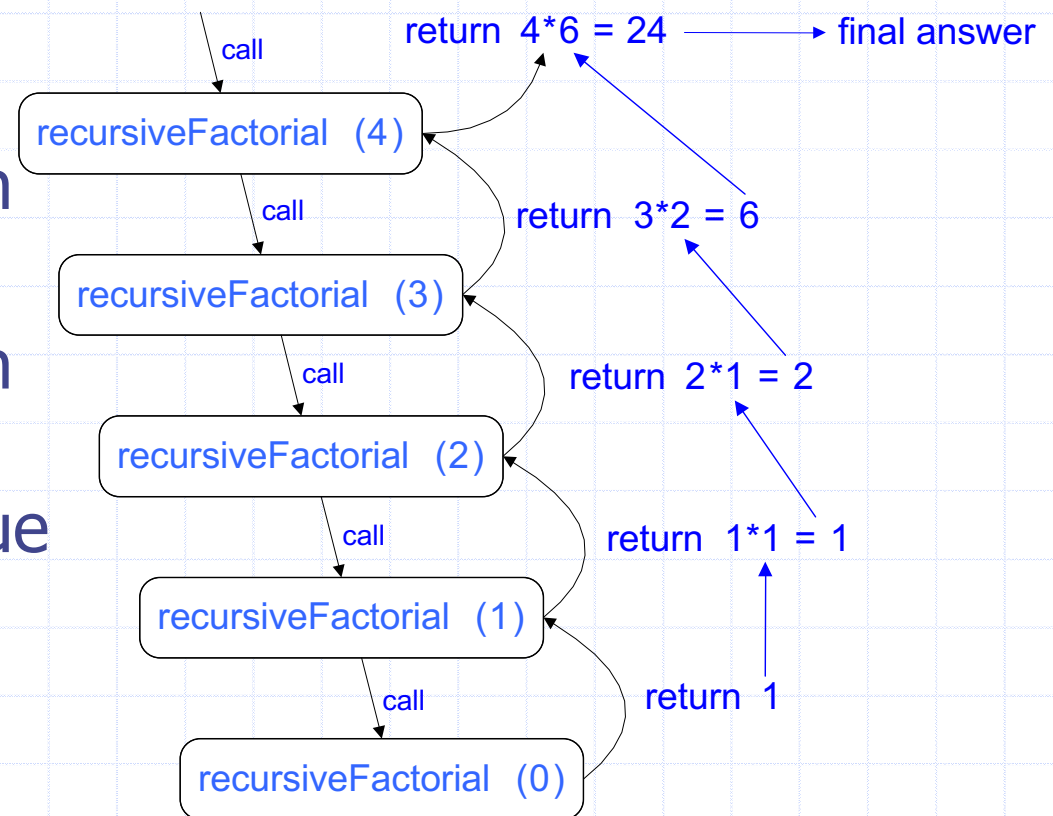 return 4*6 = 24
final answer
call
recursiveFactorial (4)
call
return 3*2 = 6
recursiveFactorial (3)
call
return 2*1 = 2
recursiveFactorial (2)
call
return 1*1 = 1
recursiveFactorial (1)
call
return 1
recursiveFactorial (0)